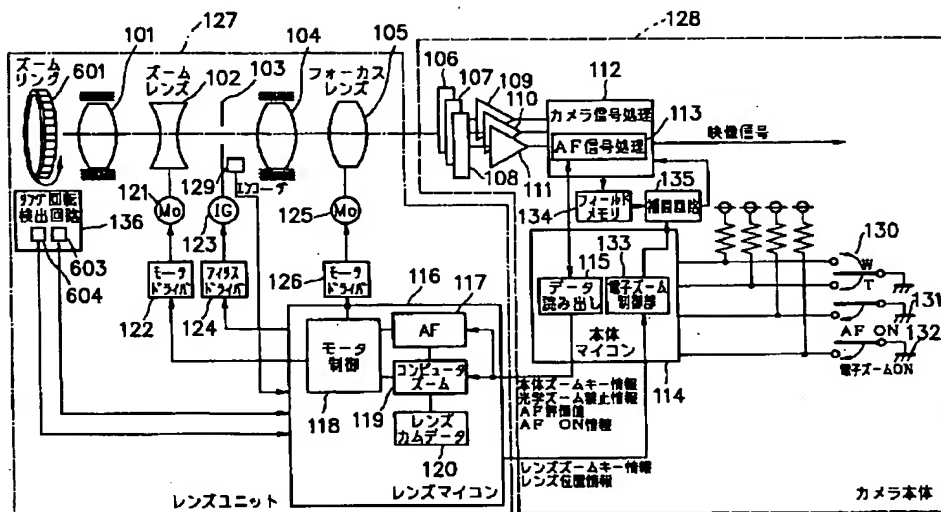 127
128
ズーム
リング
601
101
ズーム
レンズ
102
103
104
フォーカス
レンズ
105
106
107
108
109
110
111
112
カメラ信号処理
AF信号処理
113
映像信号
リング回転
検出回路
136
603
604
121
Mo
129
エンコーダ
IG
123
125
Mo
134
フィールド
メモリ
135
補間回路
モータ
ドライバ
122
アイリス
ドライバ
124
126
モータ
ドライバ
116
117
AF
モータ
制御
118
コンピュータ
ズーム
119
レンズ
カムデータ
120
115
データ
読み出し
133
電子ズーム
制御部
本体
マイコン
114
130
W
T
131
AF ON
132
電子ズームON
本体ズームキー情報
光学ズーム禁止情報
AF評価値
AF ON情報
レンズズームキー情報
レンズ位置情報
レンズユニット
レンズマイコン
カメラ本体